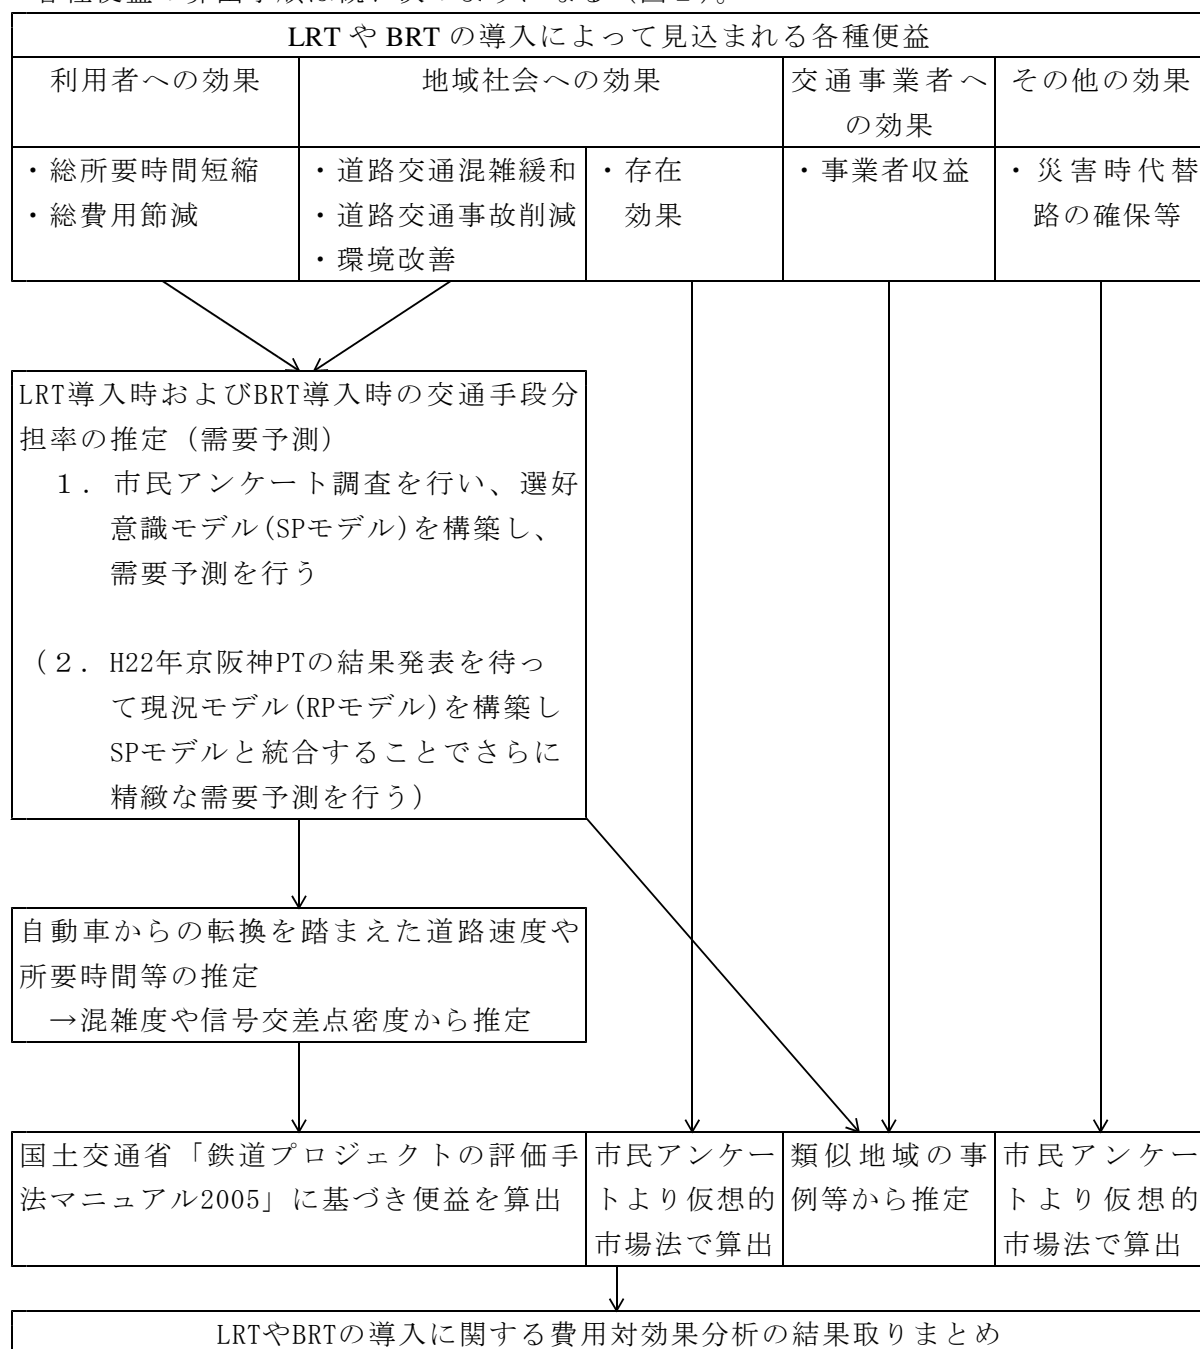 LRT や BRT の導入によって見込まれる各種便益
利用者への効果
地域社会への効果
交通事業者へ
の効果
その他の効果
・総所要時間短縮
・総費用節減
・道路交通混雑緩和
・道路交通事故削減
・環境改善
・存在
効果
・事業者収益
・災害時代替
路の確保等
LRT導入時およびBRT導入時の交通手段分
担率の推定（需要予測）
１．市民アンケート調査を行い、選好
意識モデル(SPモデル)を構築し、
需要予測を行う
（２．H22年京阪神PTの結果発表を待っ
て現況モデル(RPモデル)を構築し
SPモデルと統合することでさらに
精緻な需要予測を行う）
自動車からの転換を踏まえた道路速度や
所要時間等の推定
→混雑度や信号交差点密度から推定
国土交通省「鉄道プロジェクトの評価手
法マニュアル2005」に基づき便益を算出
市民アンケー
トより仮想的
市場法で算出
類似地域の事
例等から推定
市民アンケー
トより仮想的
市場法で算出
LRTやBRTの導入に関する費用対効果分析の結果取りまとめ